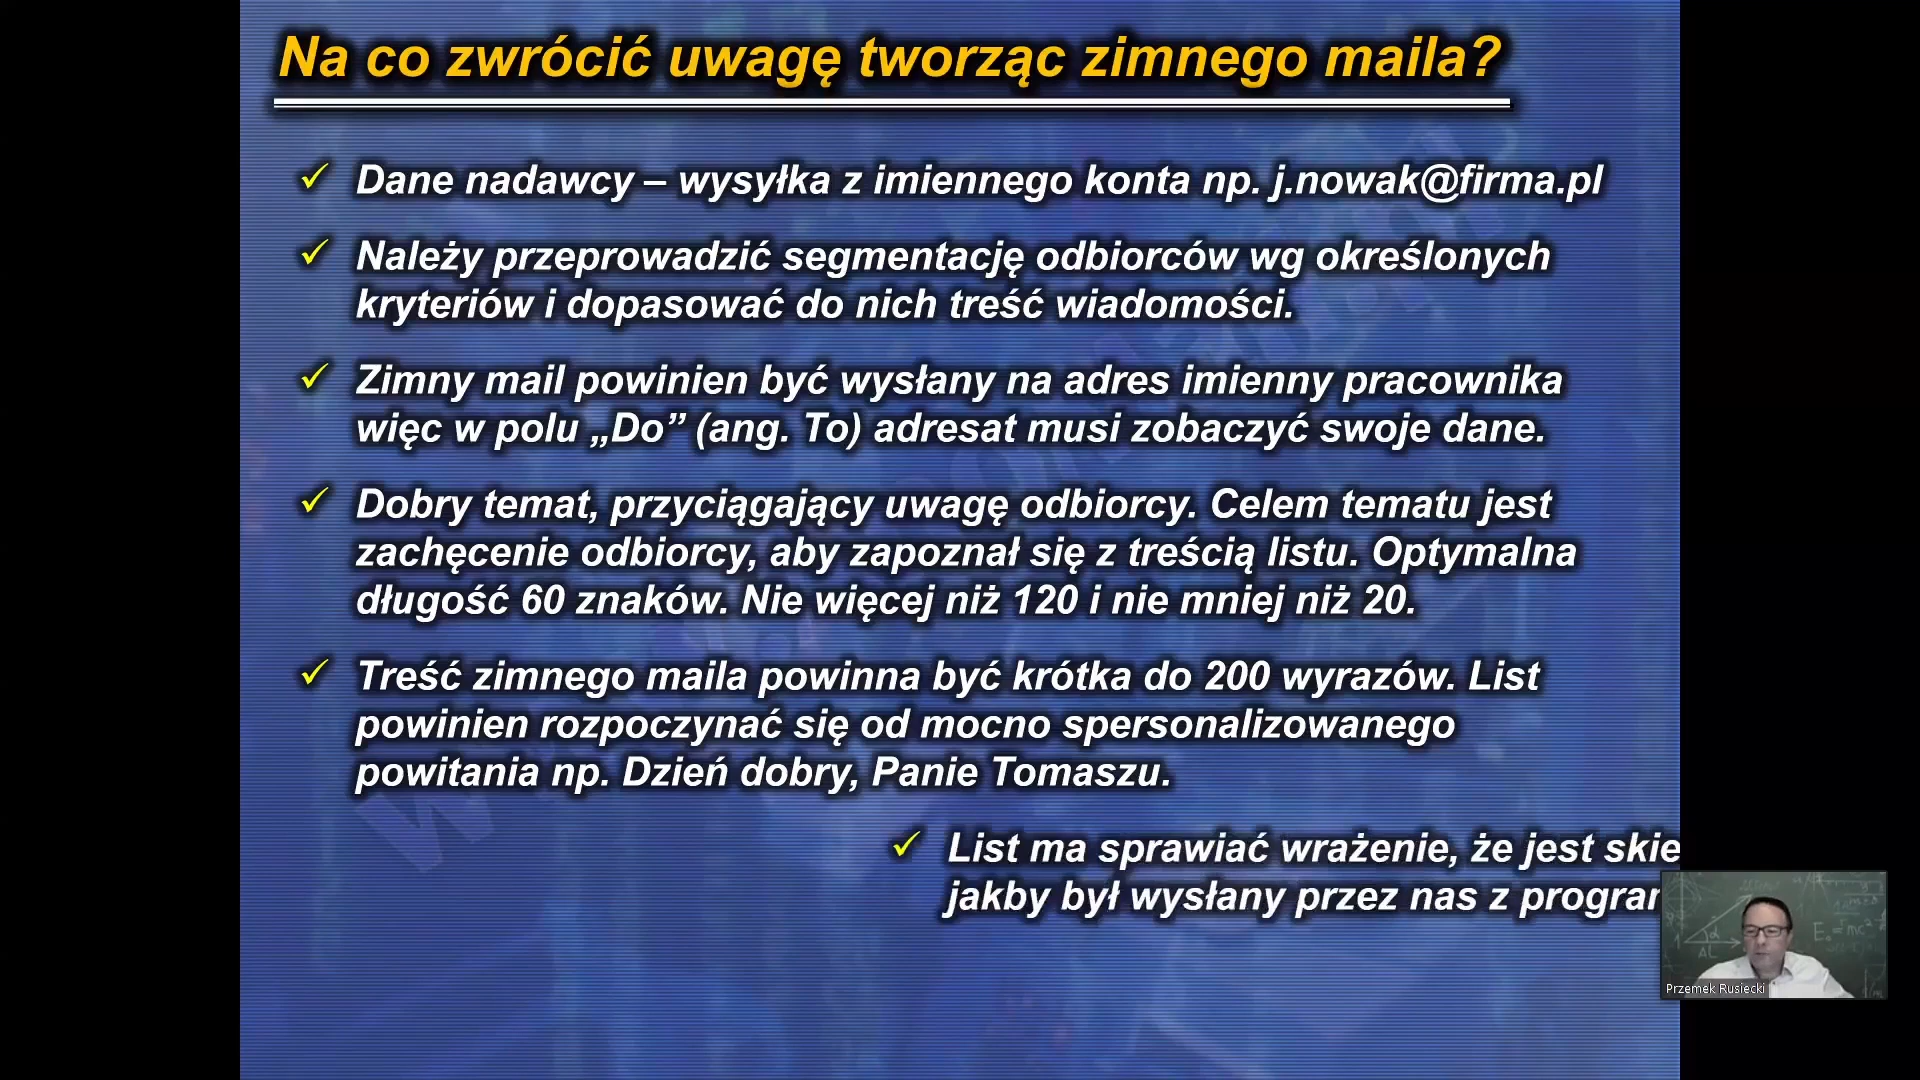 Na co zwrócić uwagę tworząc zimnego maila?
✓ Dane nadawcy – wysyłka z imiennego konta np. j.nowak@firma.pl
✓ Należy przeprowadzić segmentację odbiorców wg określonych
kryteriów i dopasować do nich treść wiadomości.
✓ Zimny mail powinien być wysłany na adres imienny pracownika
więc w polu „Do” (ang. To) adresat musi zobaczyć swoje dane.
✓ Dobry temat, przyciągający uwagę odbiorcy. Celem tematu jest
zachęcenie odbiorcy, aby zapoznał się z treścią listu. Optymalna
długość 60 znaków. Nie więcej niż 120 i nie mniej niż 20.
✓ Treść zimnego maila powinna być krótka do 200 wyrazów. List
powinien rozpoczynać się od mocno spersonalizowanego
powitania np. Dzień dobry, Panie Tomaszu.
✓ List ma sprawiać wrażenie, że jest skie
jakby był wysłany przez nas z progra
Przemek Rusiecki